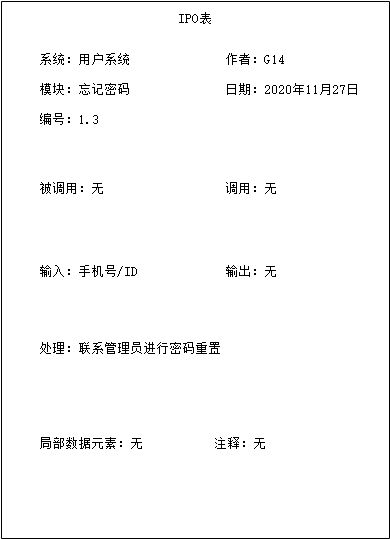 IPO表
系统：用户系统 作者：G14
模块：忘记密码 日期：2020年11月27日
编号：1.3
被调用：无 调用：无
输入：手机号/ID 输出：无
处理：联系管理员进行密码重置
局部数据元素：无 注释：无